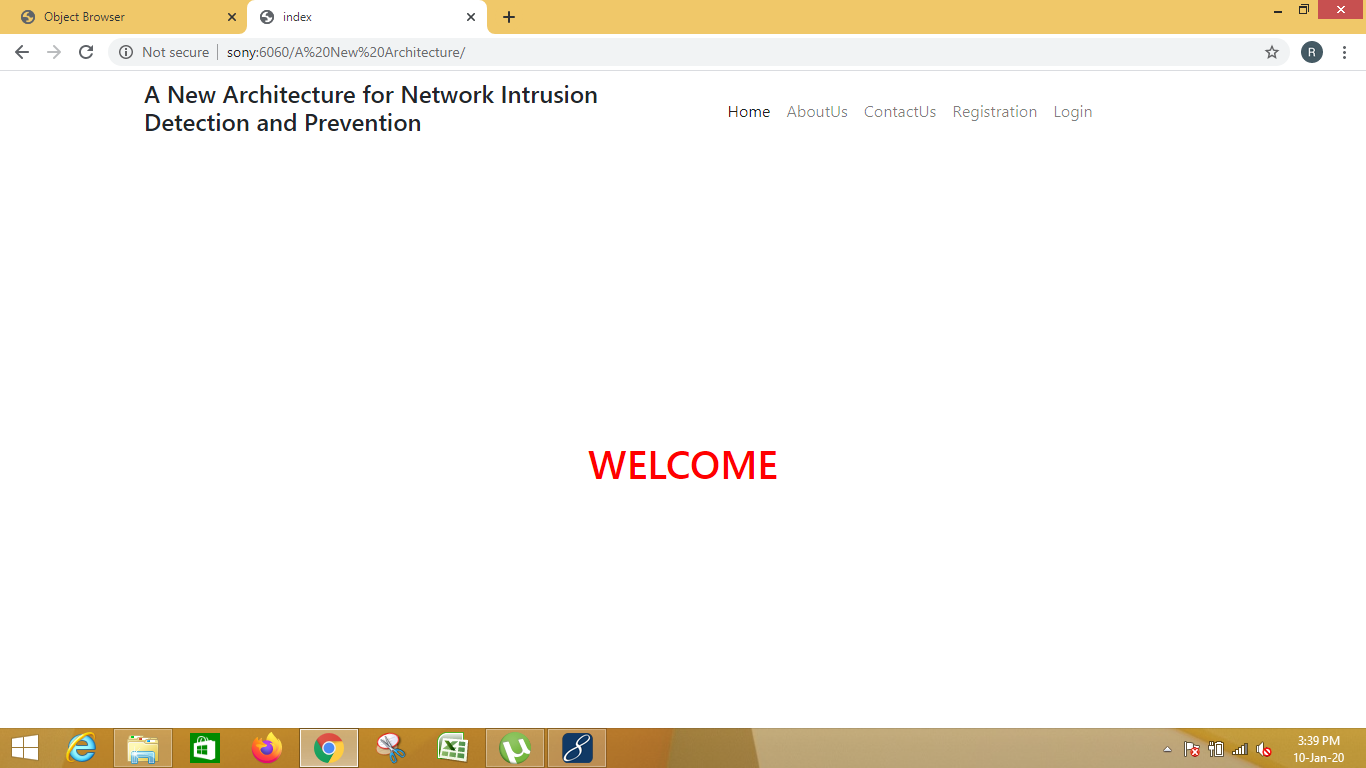 Object Browser
index
Not secure
sony:6060/A%20New%20Architecture/
R
A New Architecture for Network Intrusion
Detection and Prevention
Home AboutUs ContactUs Registration Login
WELCOME
3:39 PM
10-Jan-20